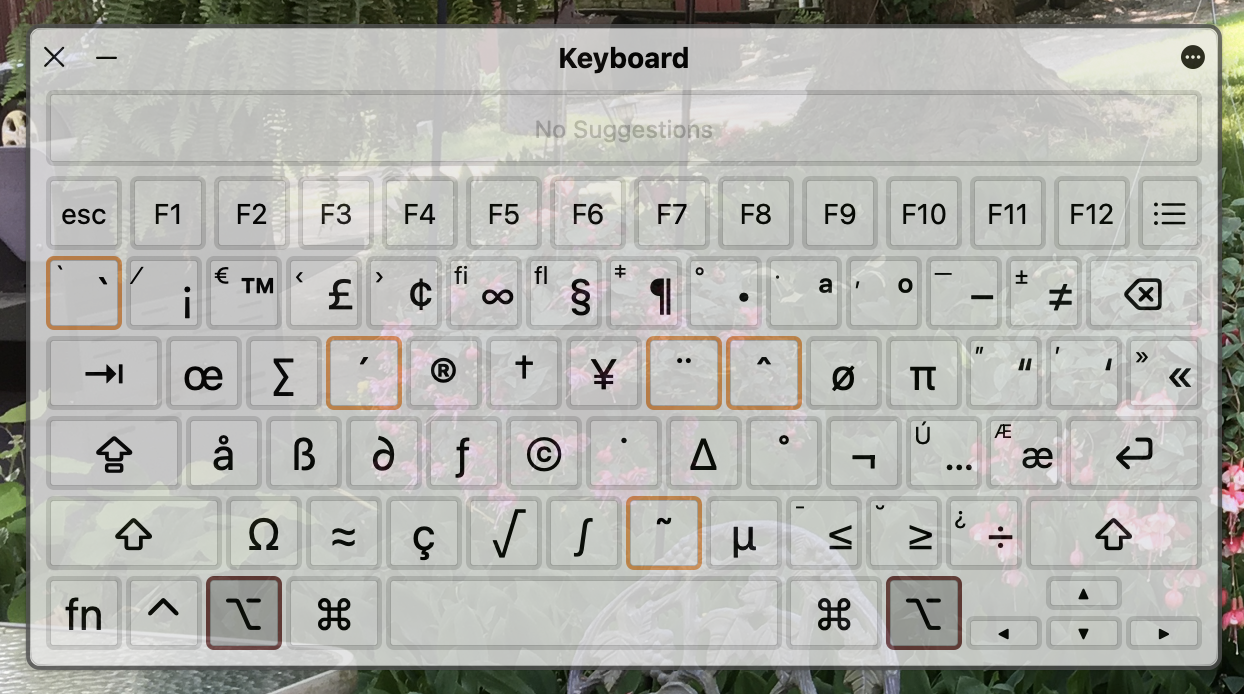 Keyboard
No Suggestions
esc F1 F2 F3 F4 F5 F6 F7 F8 F9 F10 F11 F12
` ` ⁄ ¡ € ™ ‹ £ › ¢ fi ∞ fl § ‡ ¶ ° • · ª ‚ º — – ± ≠
œ ∑ ´ ® † ¥ ¨ ˆ ø π ” “ ’ ‘ » «
å ß ∂ ƒ © ˙ ∆ ˚ ¬ Ú … Æ æ
Ω ≈ ç √ ∫ ˜ µ ¯ ≤ ˘ ≥ ¿ ÷
fn ⌃ ⌥ ⌘ ⌘ ⌥